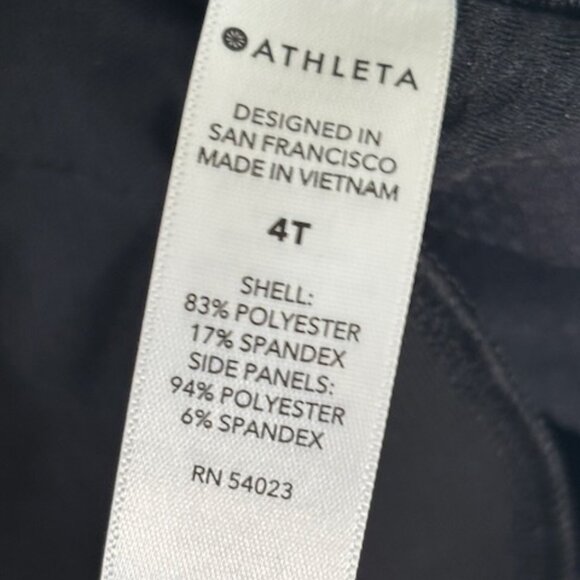 ATHLETA
DESIGNED IN
SAN FRANCISCO
MADE IN VIETNAM
4T
SHELL:
83% POLYESTER
17% SPANDEX
SIDE PANELS:
94% POLYESTER
6% SPANDEX
RN 54023